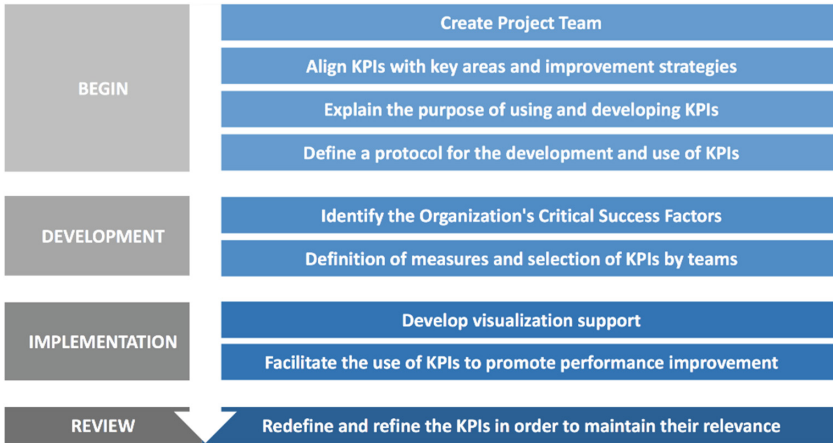 BEGIN
Create Project Team
Align KPIs with key areas and improvement strategies
Explain the purpose of using and developing KPIs
Define a protocol for the development and use of KPIs
DEVELOPMENT
Identify the Organization's Critical Success Factors
Definition of measures and selection of KPIs by teams
IMPLEMENTATION
Develop visualization support
Facilitate the use of KPIs to promote performance improvement
REVIEW
Redefine and refine the KPIs in order to maintain their relevance